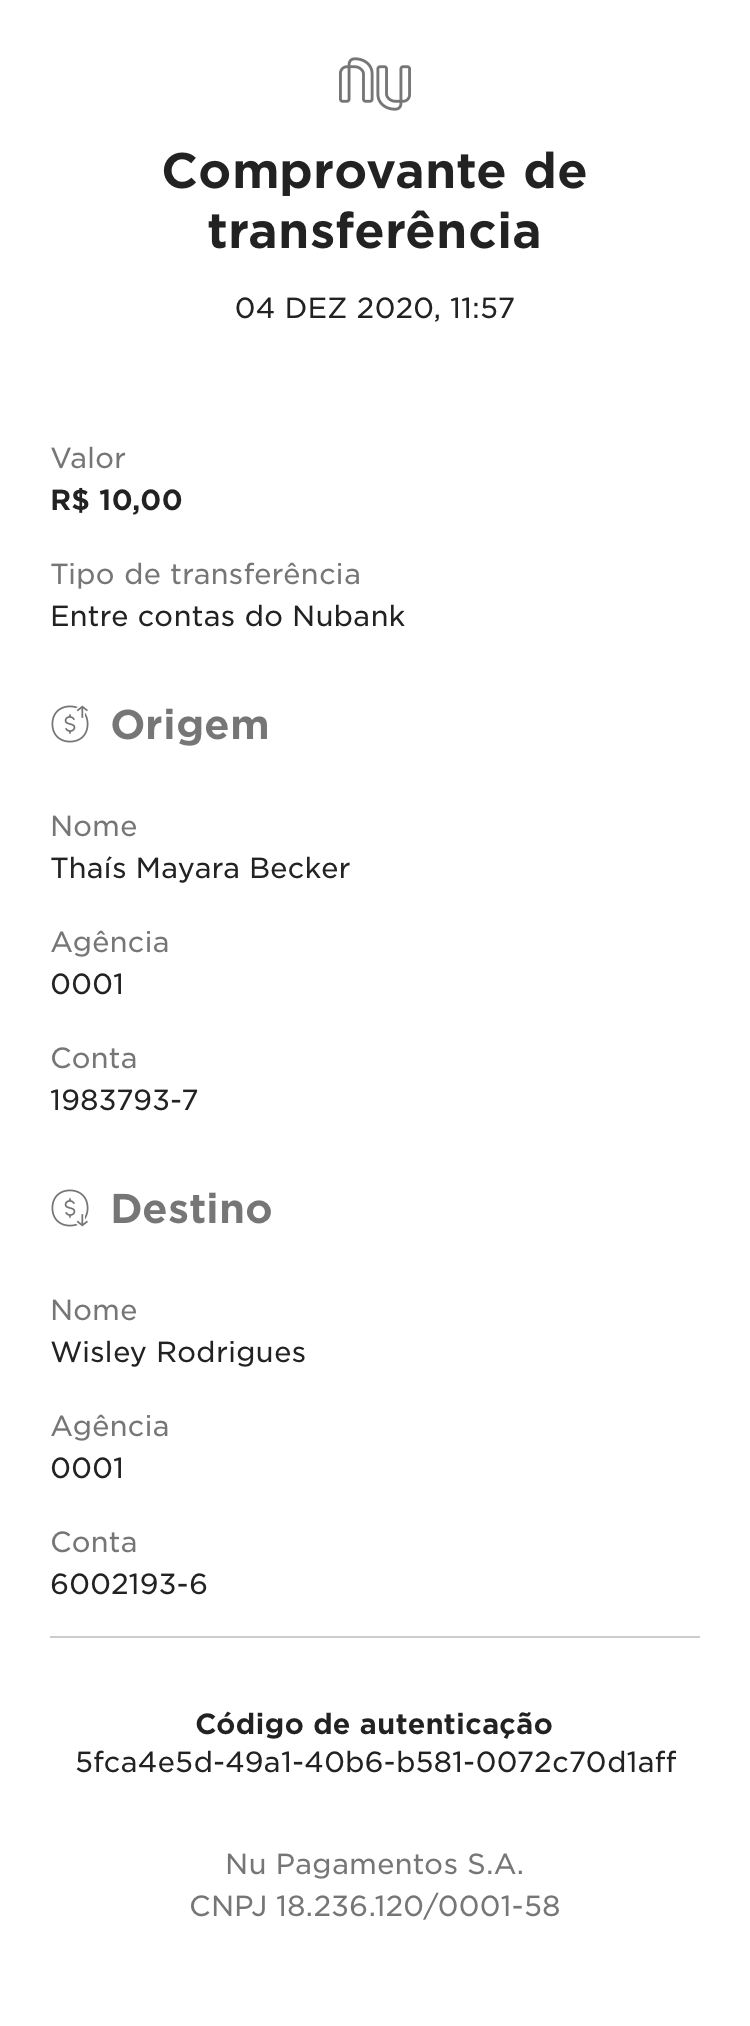 nu
Comprovante de
transferência
04 DEZ 2020, 11:57
Valor
R$ 10,00
Tipo de transferência
Entre contas do Nubank
Origem
Nome
Thaís Mayara Becker
Agência
0001
Conta
1983793-7
Destino
Nome
Wisley Rodrigues
Agência
0001
Conta
6002193-6
Código de autenticação
5fca4e5d-49a1-40b6-b581-0072c70d1aff
Nu Pagamentos S.A.
CNPJ 18.236.120/0001-58